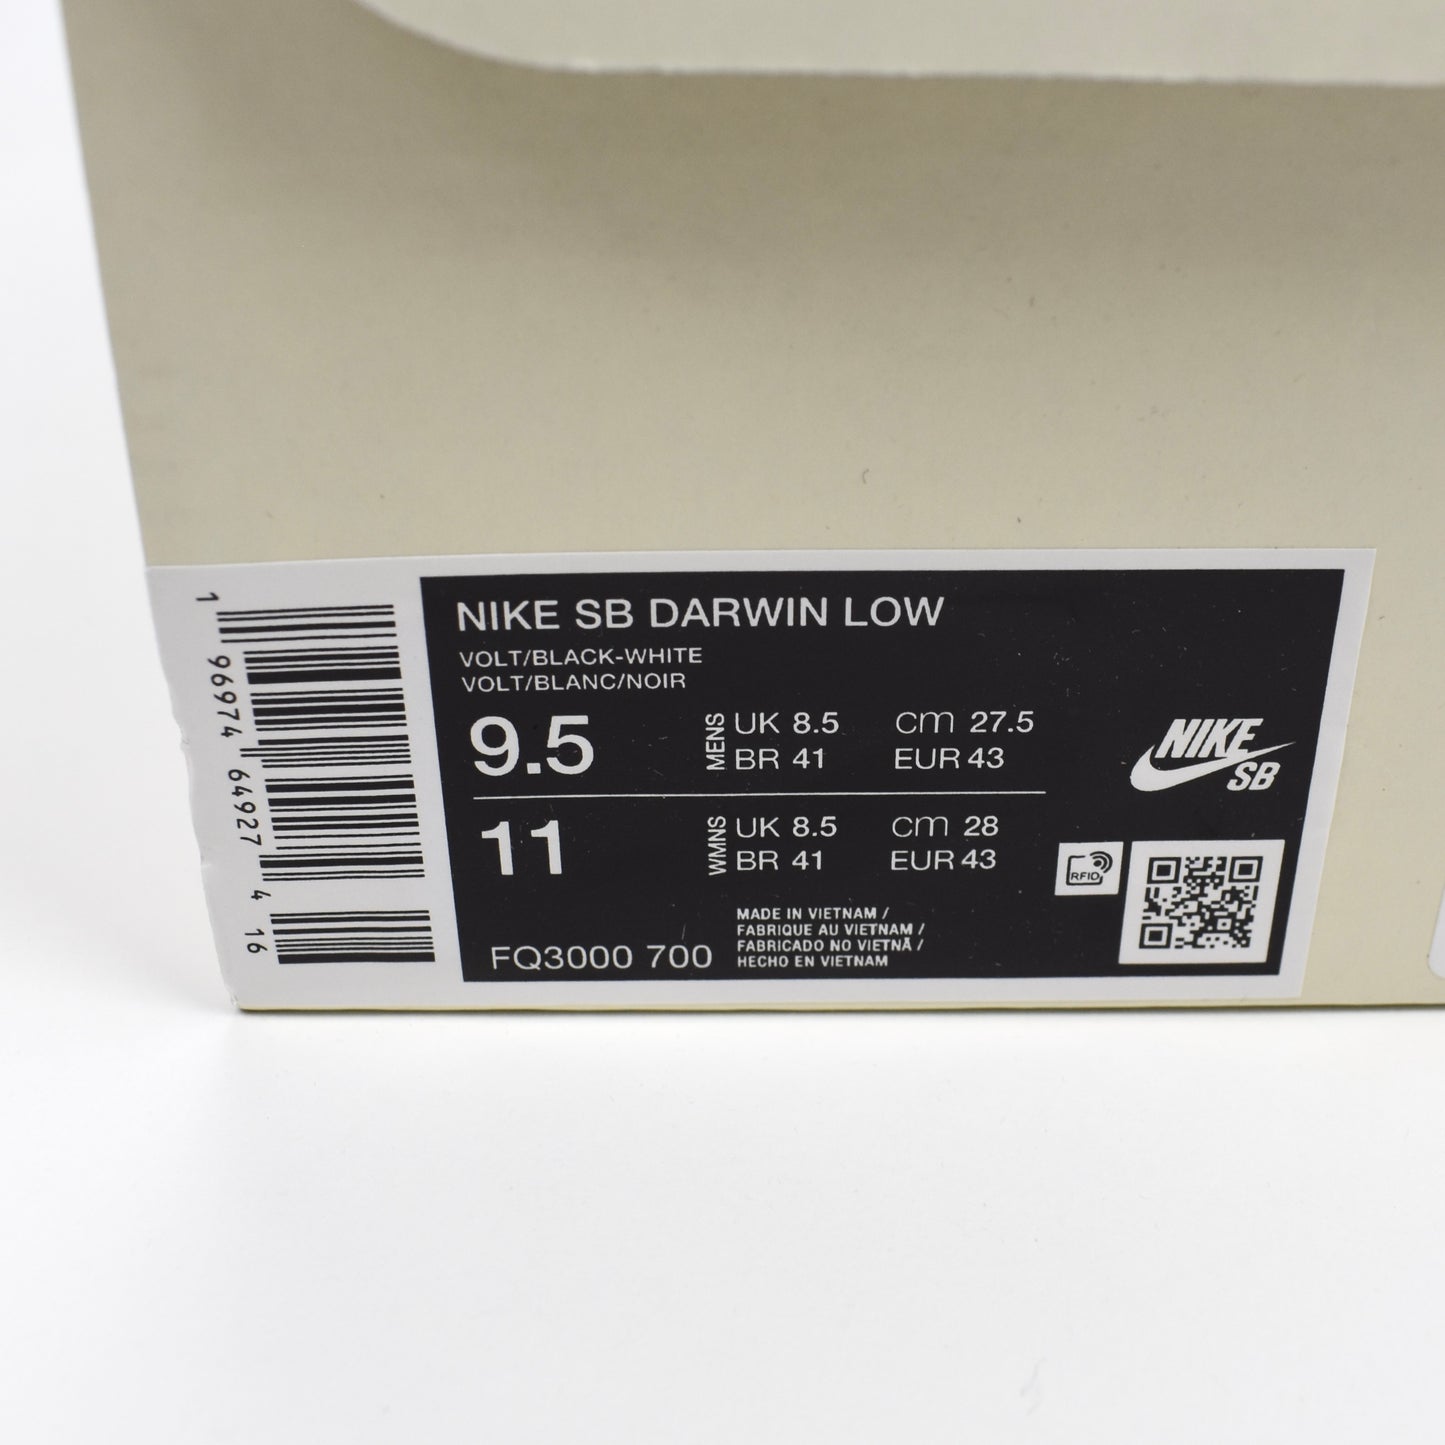 NIKE SB DARWIN LOW
VOLT/BLACK-WHITE
VOLT/BLANC/NOIR
9.5
MENS
UK 8.5 cm 27.5
BR 41 EUR 43
11
WMNS
UK 8.5 cm 28
BR 41 EUR 43
NIKE
SB
RFID
FQ3000 700
MADE IN VIETNAM /
FABRIQUE AU VIETNAM /
FABRICADO NO VIETNÃ /
HECHO EN VIETNAM
1 96974 64927 4 16